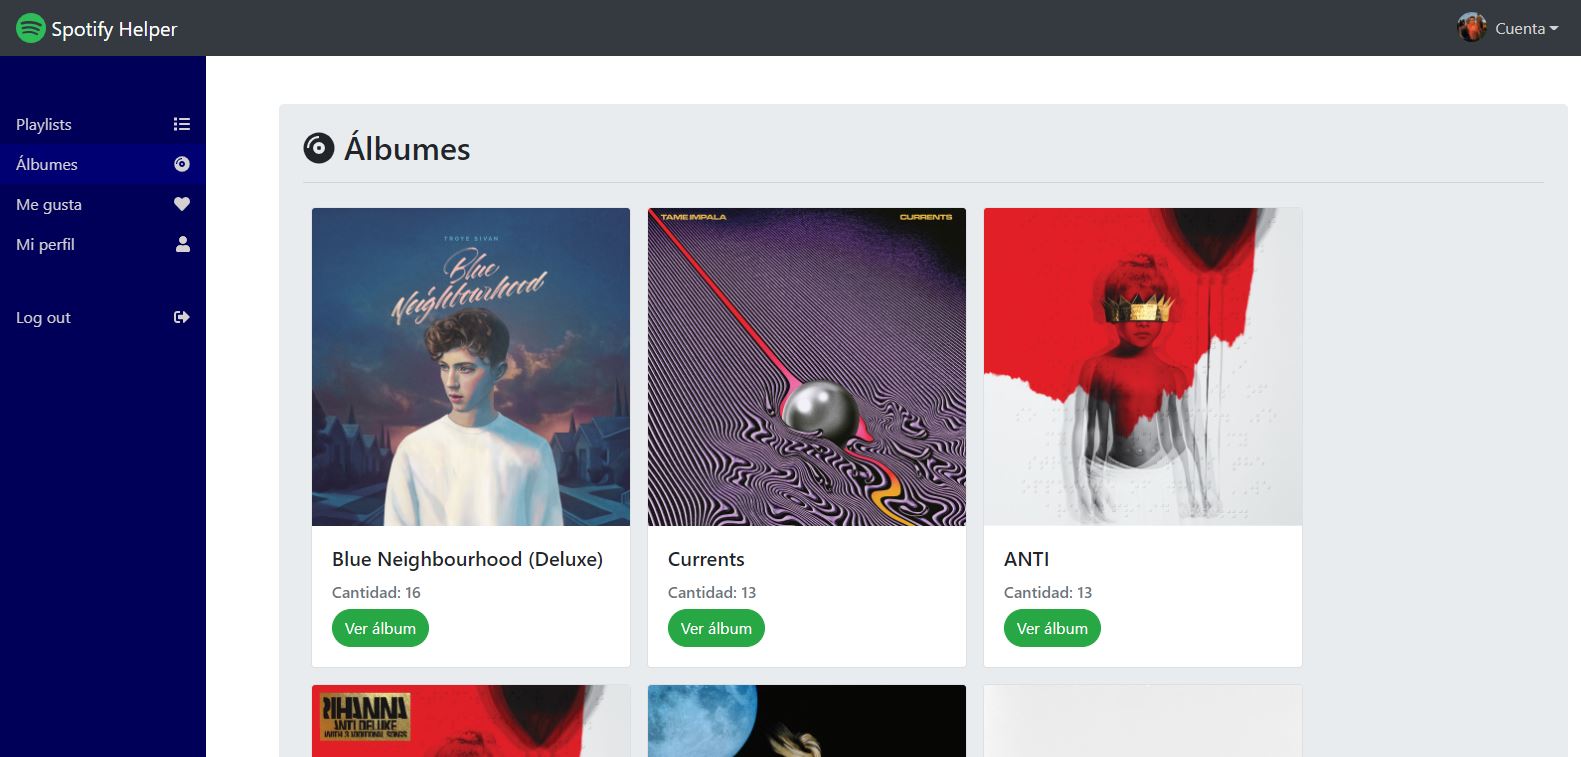 Spotify Helper
Cuenta
Playlists
Álbumes
Me gusta
Mi perfil
Log out
Álbumes
TROYE SIVAN
Blue
Neighbourhood
TAME IMPALA
CURRENTS
Blue Neighbourhood (Deluxe)
Cantidad: 16
Ver álbum
Currents
Cantidad: 13
Ver álbum
ANTI
Cantidad: 13
Ver álbum
RIHANNA
ANTI DELUXE
WITH 3 ADDITIONAL SONGS